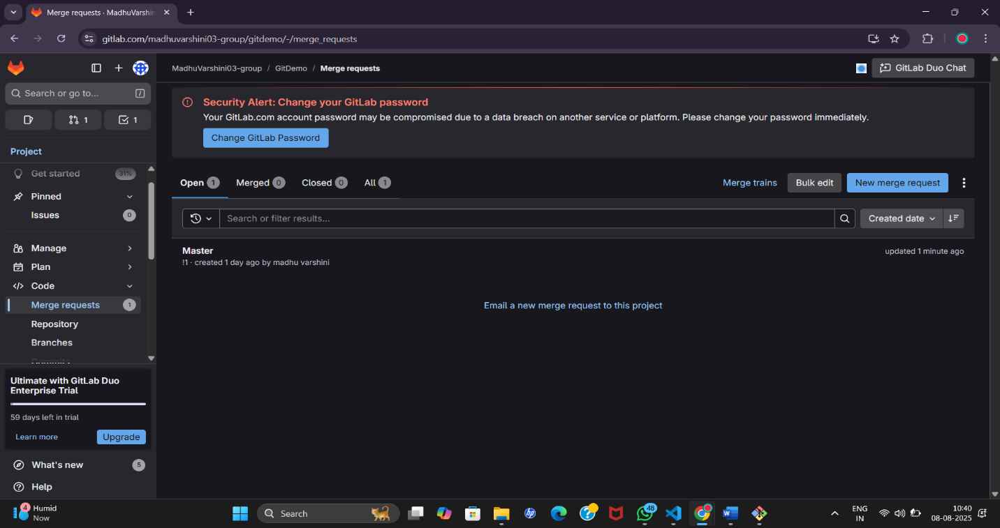 Merge requests · MadhuVarshin
gitlab.com/madhuvarshini03-group/gitdemo/-/merge_requests
MadhuVarshini03-group / GitDemo / Merge requests
GitLab Duo Chat
Search or go to...
/
1
1
Project
Get started 31%
Pinned
Issues 0
Manage
Plan
Code
Merge requests 1
Repository
Branches
Commits
Ultimate with GitLab Duo
Enterprise Trial
59 days left in trial
Learn more
Upgrade
What's new 5
Help
Security Alert: Change your GitLab password
Your GitLab.com account password may be compromised due to a data breach on another service or platform. Please change your password immediately.
Change GitLab Password
Open 1 Merged 0 Closed 0 All 1
Merge trains Bulk edit New merge request
Search or filter results...
Created date
Master
updated 1 minute ago
!1 · created 1 day ago by madhu varshini
Email a new merge request to this project
4
Humid
Now
Search
hp
48
W
ENG
IN
10:40
08-08-2025